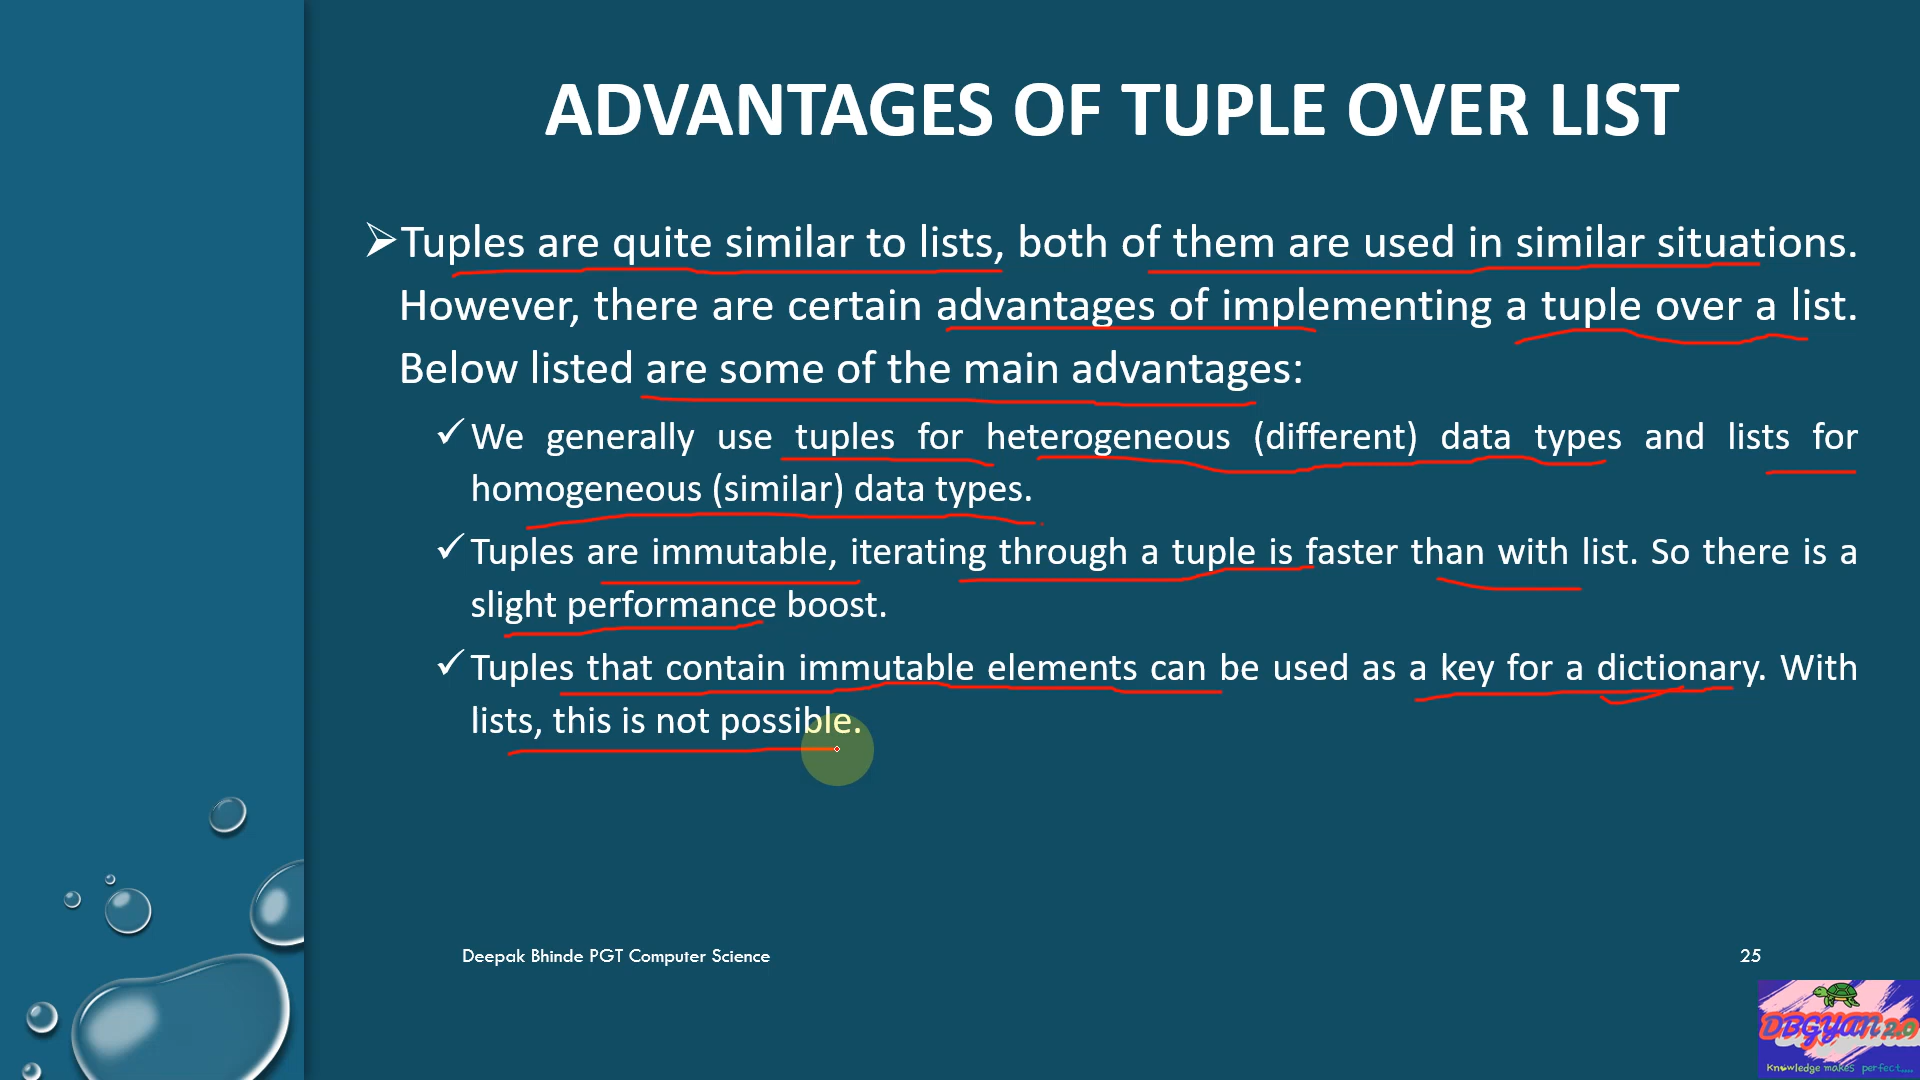 ADVANTAGES OF TUPLE OVER LIST
Tuples are quite similar to lists, both of them are used in similar situations.
However, there are certain advantages of implementing a tuple over a list.
Below listed are some of the main advantages:
We generally use tuples for heterogeneous (different) data types and lists for
homogeneous (similar) data types.
Tuples are immutable, iterating through a tuple is faster than with list. So there is a
slight performance boost.
Tuples that contain immutable elements can be used as a key for a dictionary. With
lists, this is not possible.
Deepak Bhinde PGT Computer Science
25
DBGYAN 2.0
Knowledge makes perfect....